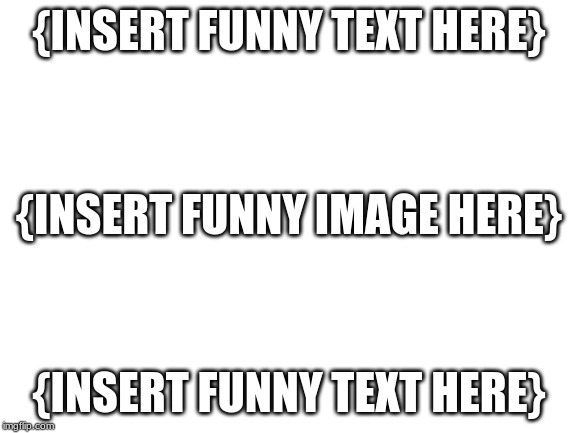 {INSERT FUNNY TEXT HERE}
{INSERT FUNNY IMAGE HERE}
{INSERT FUNNY TEXT HERE}
imgflip.com